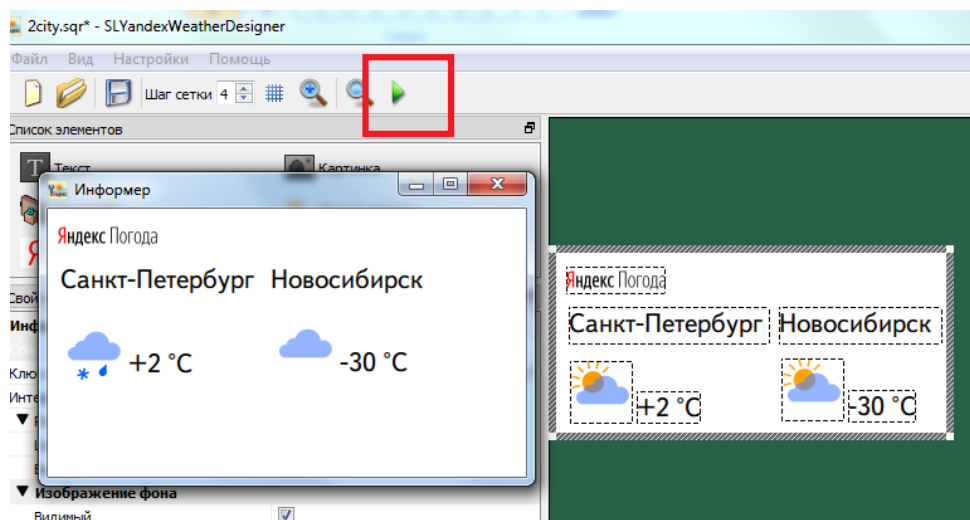 2city.sqr* - SLYandexWeatherDesigner
Файл Вид Настройки Помощь
Шаг сетки 4
Список элементов
Текст Картинка
Информер
Яндекс Погода
Санкт-Петербург Новосибирск
+2 °C -30 °C
Яндекс Погода
Санкт-Петербург Новосибирск
+2 °C -30 °C
Изображение фона
Видимый